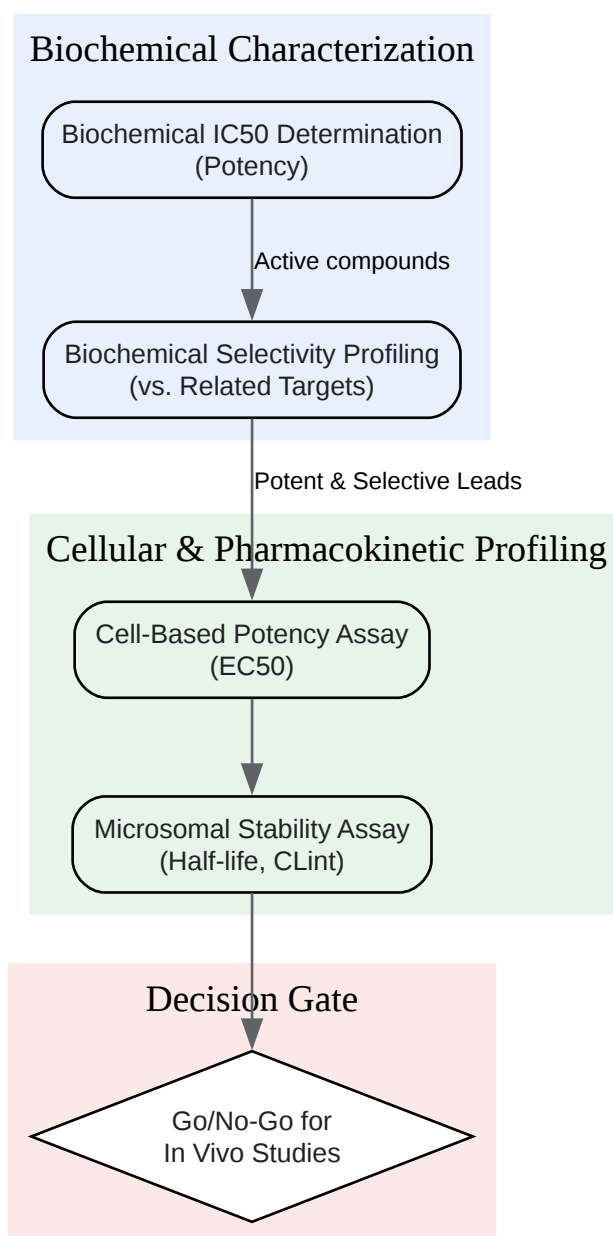 Biochemical Characterization
Biochemical IC50 Determination
(Potency)
Active compounds
Biochemical Selectivity Profiling
(vs. Related Targets)
Potent & Selective Leads
Cellular & Pharmacokinetic Profiling
Cell-Based Potency Assay
(EC50)
Microsomal Stability Assay
(Half-life, CLint)
Decision Gate
Go/No-Go for
In Vivo Studies